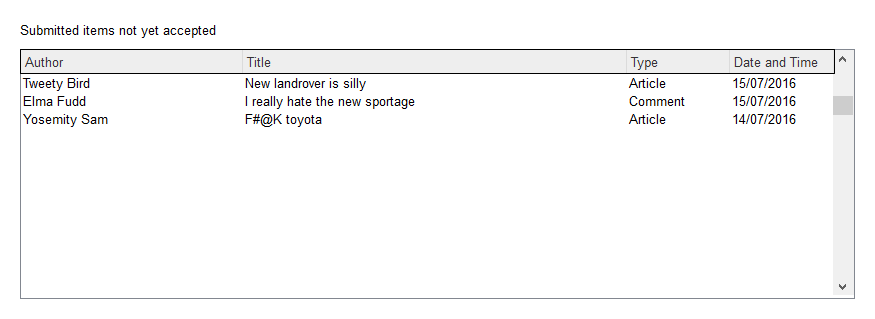 Submitted items not yet accepted
Author Title Type Date and Time
Tweety Bird New landrover is silly Article 15/07/2016
Elma Fudd I really hate the new sportage Comment 15/07/2016
Yosemity Sam F#@K toyota Article 14/07/2016